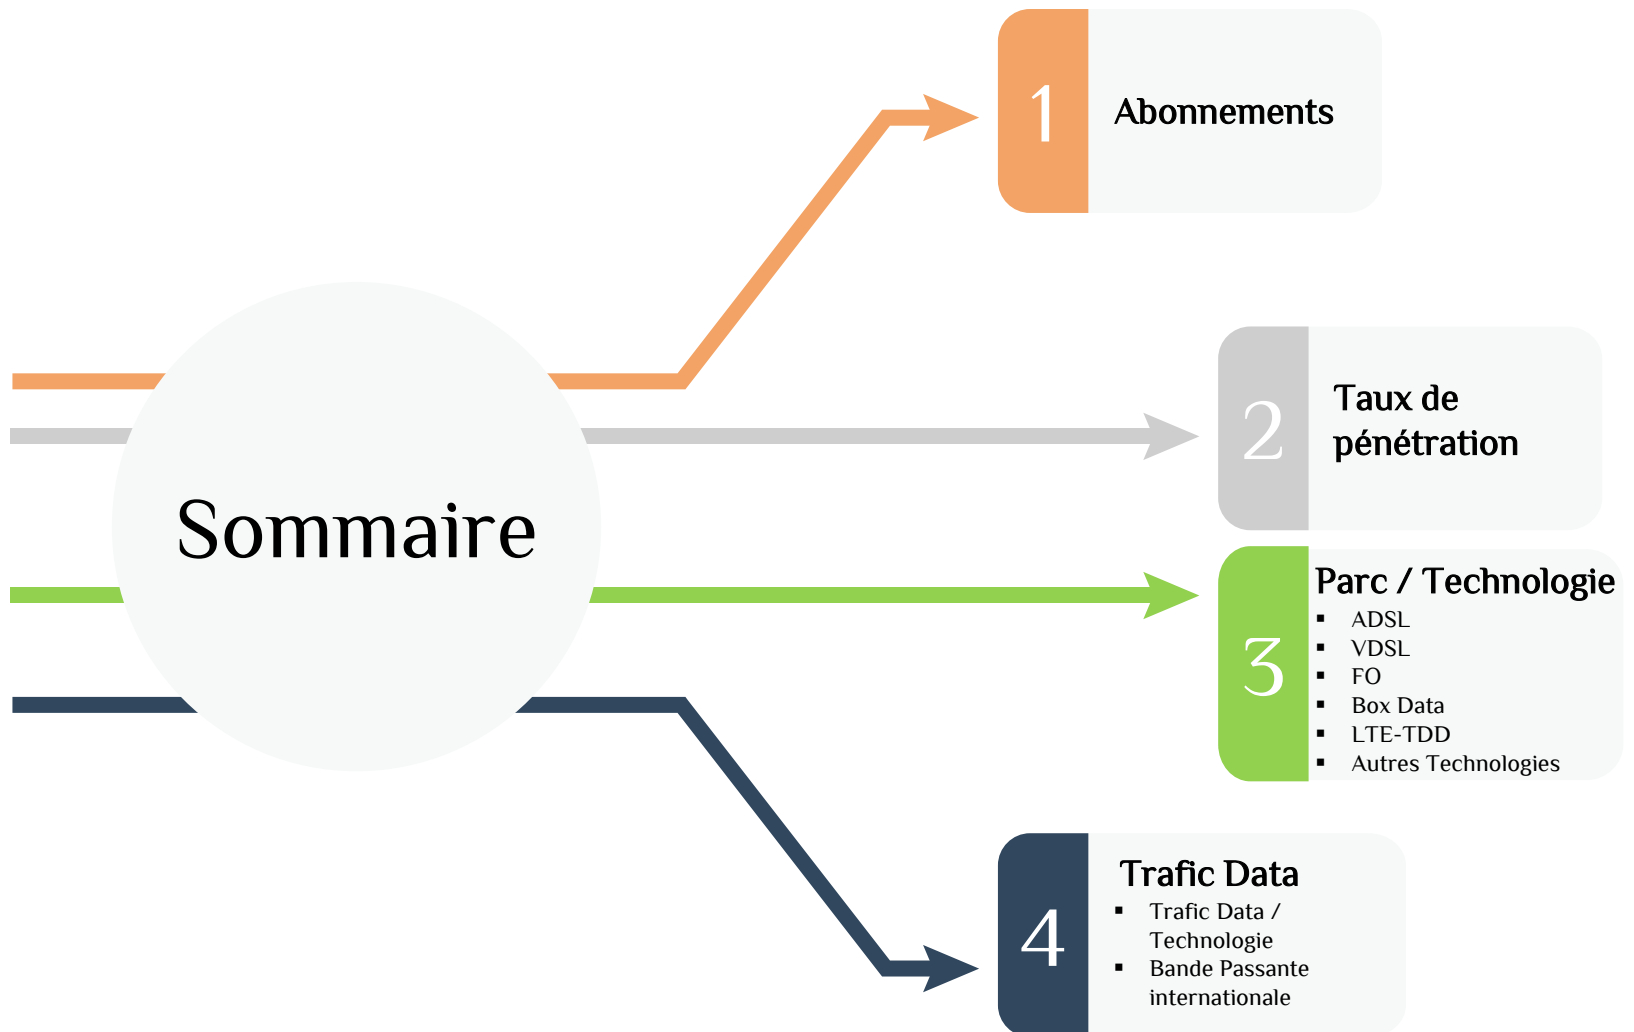 Sommaire
1
Abonnements
2
Taux de
pénétration
3
Parc / Technologie
▪ ADSL
▪ VDSL
▪ FO
▪ Box Data
▪ LTE-TDD
▪ Autres Technologies
4
Trafic Data
▪ Trafic Data /
Technologie
▪ Bande Passante
internationale